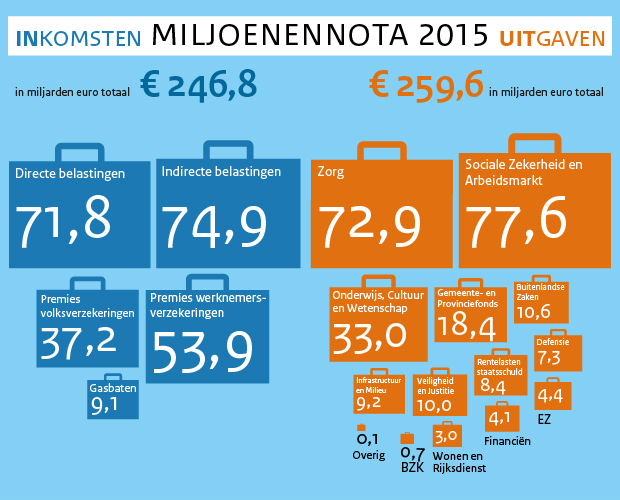 INKOMSTEN MILJOENENNOTA 2015 UITGAVEN
in miljarden euro totaal € 246,8
€ 259,6 in miljarden euro totaal
Directe belastingen
71,8
Indirecte belastingen
74,9
Zorg
72,9
Sociale Zekerheid en
Arbeidsmarkt
77,6
Premies
volksverzekeringen
37,2
Premies werknemers-
verzekeringen
53,9
Gasbaten
9,1
Onderwijs, Cultuur
en Wetenschap
33,0
Gemeente- en
Provinciefonds
18,4
Buitenlandse
Zaken
10,6
Defensie
7,3
Rentelasten
staatsschuld
8,4
Infrastructuur
en Milieu
9,2
Veiligheid
en Justitie
10,0
4,4
EZ
4,1
Financiën
3,0
Wonen en
Rijksdienst
0,7
BZK
0,1
Overig